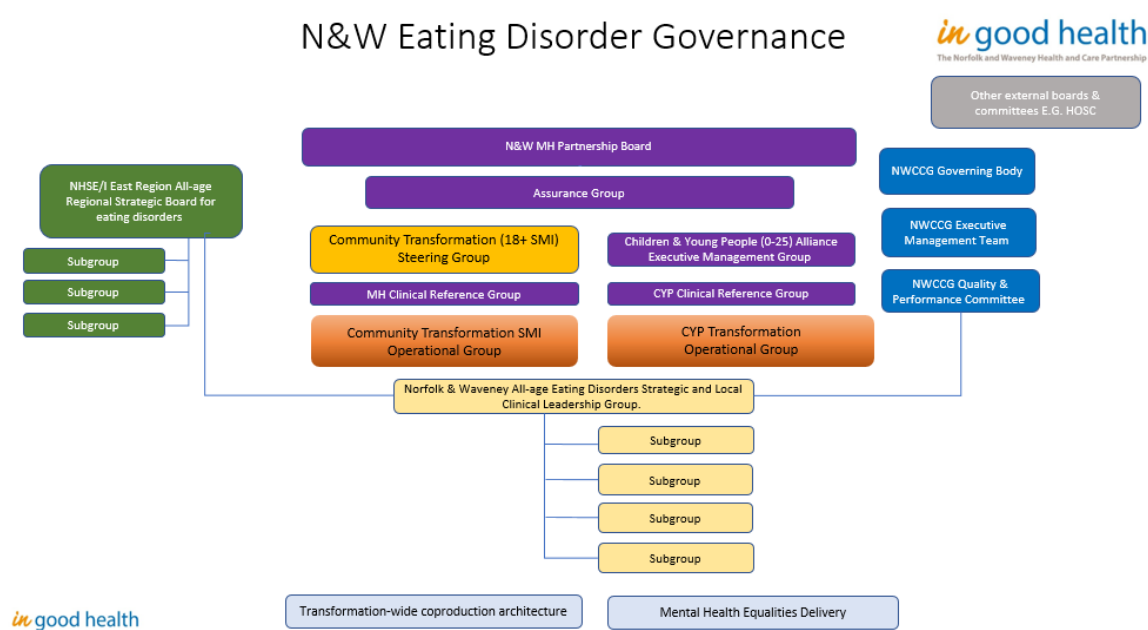 N&W Eating Disorder Governance
in good health
The Norfolk and Waveney Health and Care Partnership
Other external boards &
committees E.G. HOSC
N&W MH Partnership Board
Assurance Group
NHSE/I East Region All-age
Regional Strategic Board for
eating disorders
Subgroup
Subgroup
Subgroup
Community Transformation (18+ SMI)
Steering Group
MH Clinical Reference Group
Community Transformation SMI
Operational Group
Children & Young People (0-25) Alliance
Executive Management Group
CYP Clinical Reference Group
CYP Transformation
Operational Group
NWCCG Governing Body
NWCCG Executive
Management Team
NWCCG Quality &
Performance Committee
Norfolk & Waveney All-age Eating Disorders Strategic and Local
Clinical Leadership Group.
Subgroup
Subgroup
Subgroup
Subgroup
Transformation-wide coproduction architecture
Mental Health Equalities Delivery
in good health